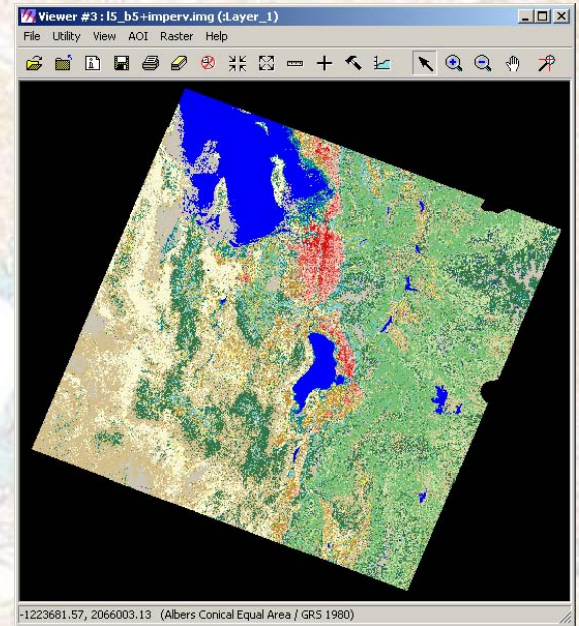 Viewer #3 : l5_b5+imperv.img (:Layer_1)
File Utility View AOI Raster Help
-1223681.57, 2066003.13 (Albers Conical Equal Area / GRS 1980)